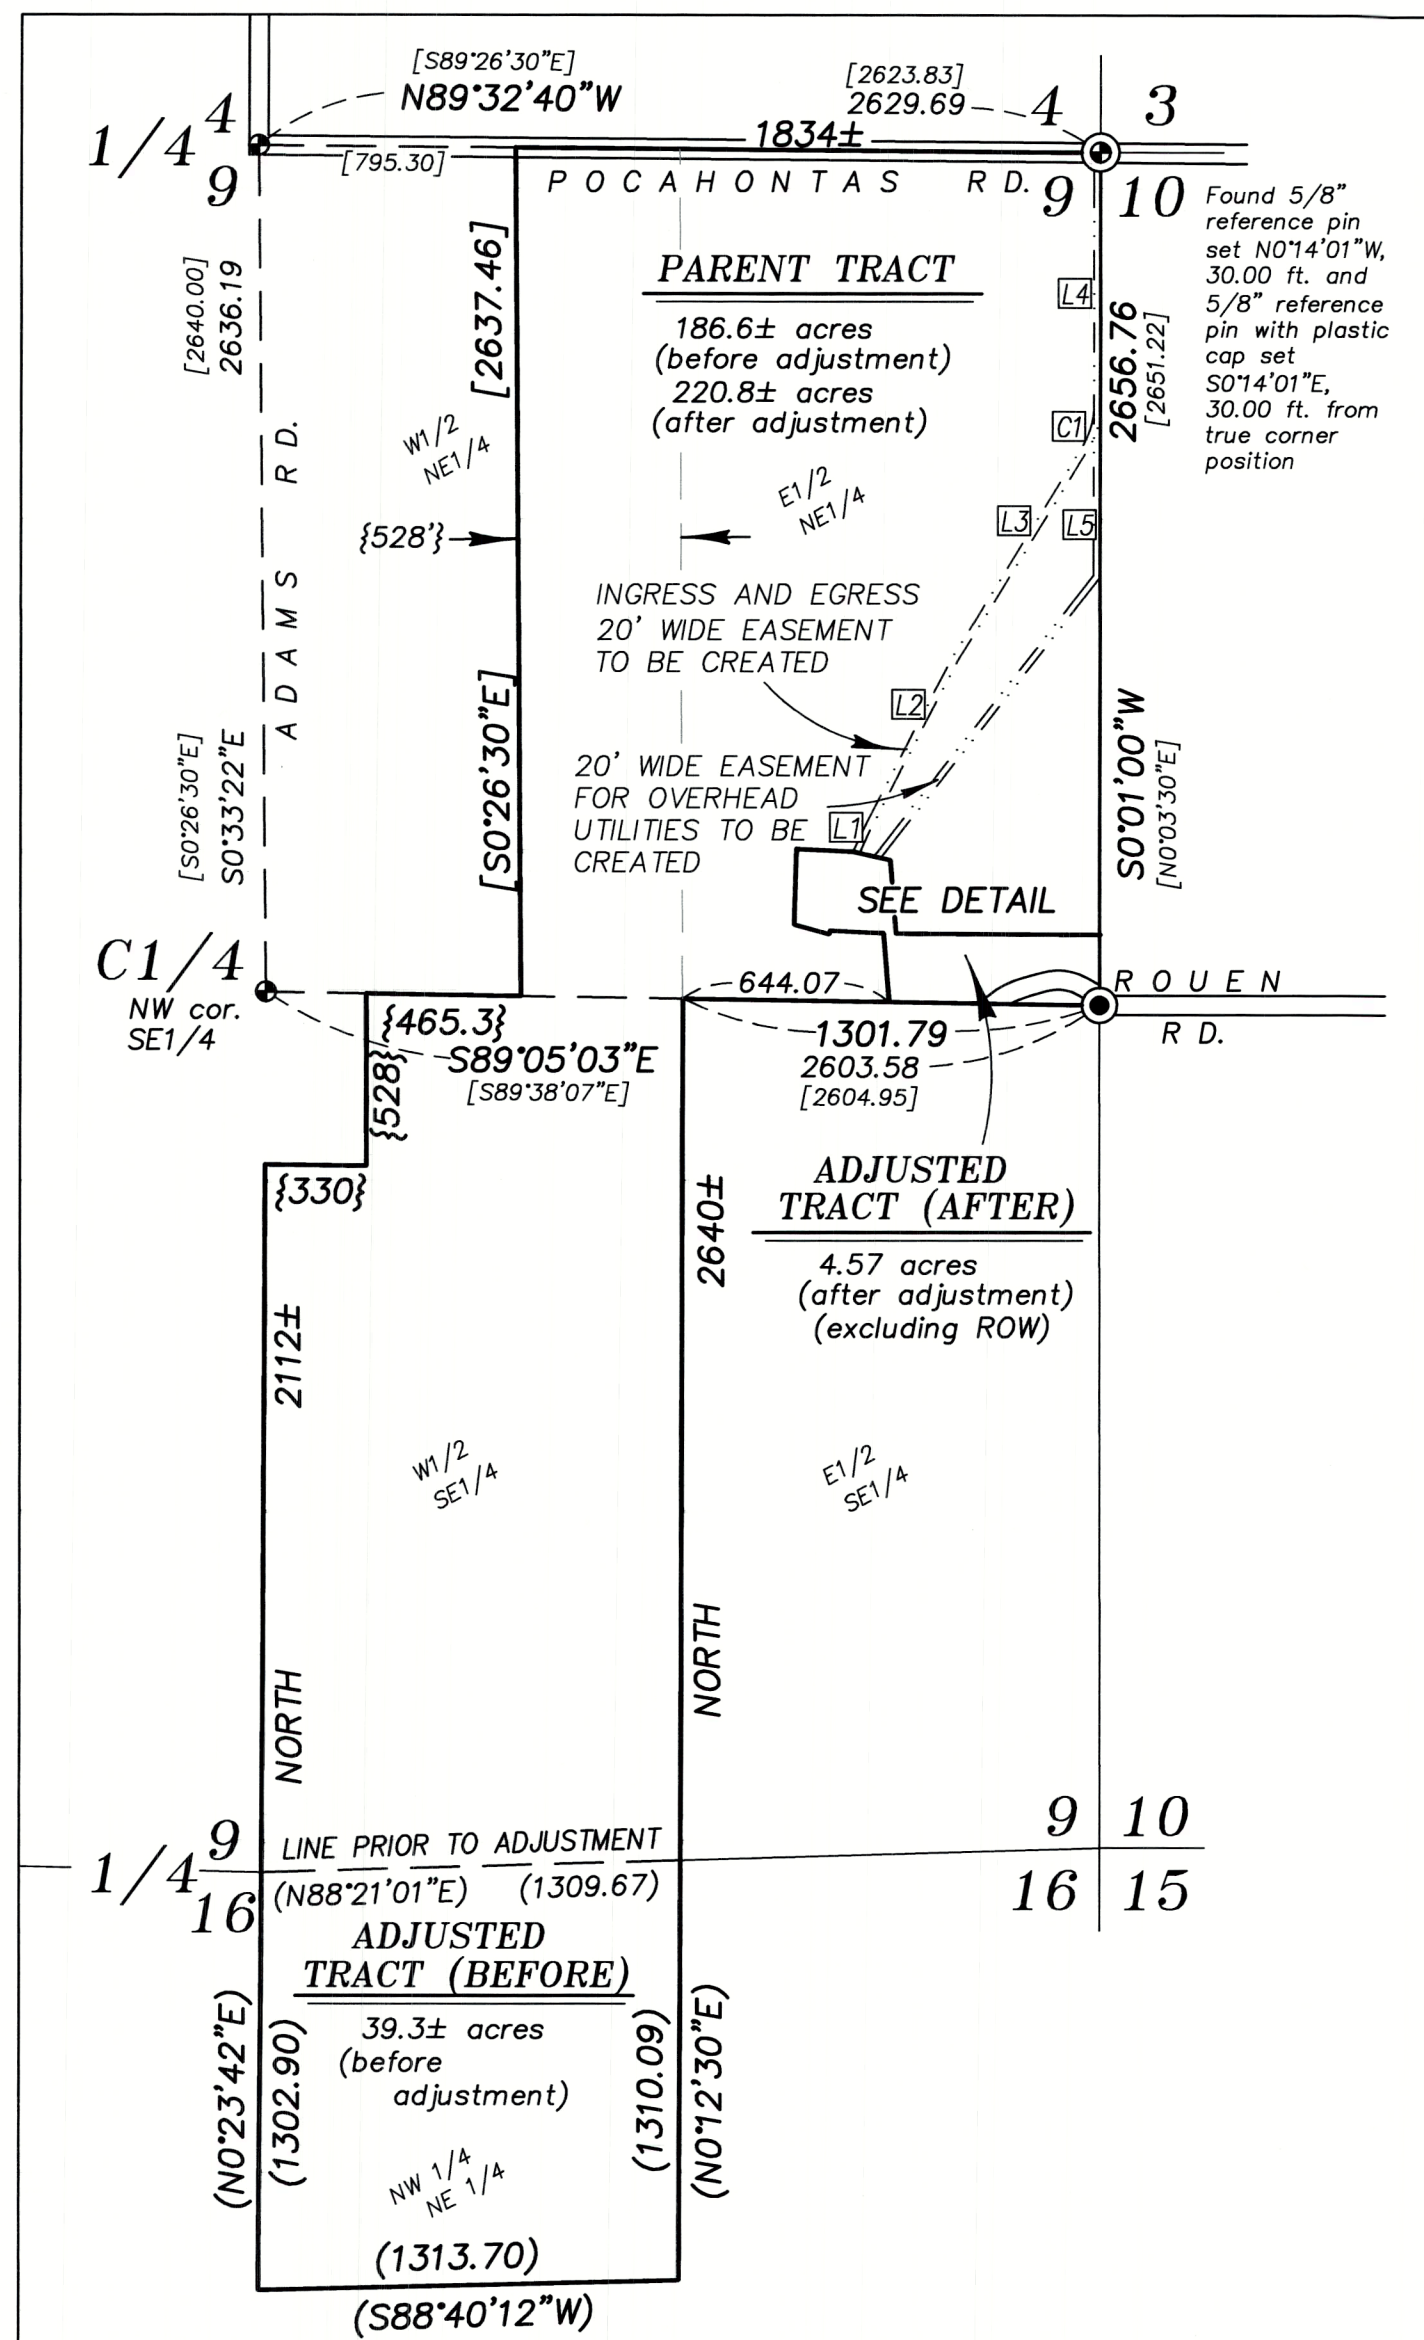 [S89°26'30"E]
N89°32'40"W
[2623.83]
2629.69
1834±
[795.30]
1/4
4
9
4
3
9
10
POCAHONTAS RD.
Found 5/8"
reference pin
set N0°14'01"W,
30.00 ft. and
5/8" reference
pin with plastic
cap set
S0°14'01"E,
30.00 ft. from
true corner
position
[2640.00]
2636.19
[2637.46]
PARENT TRACT
186.6± acres
(before adjustment)
220.8± acres
(after adjustment)
L4
2656.76
[2651.22]
C1
W1/2
NE1/4
E1/2
NE1/4
L3
L5
ADAMS RD.
{528'}
INGRESS AND EGRESS
20' WIDE EASEMENT
TO BE CREATED
L2
[S0°26'30"E]
S0°33'22"E
[S0°26'30"E]
S0°01'00"W
[N0°03'30"E]
20' WIDE EASEMENT
FOR OVERHEAD
UTILITIES TO BE
CREATED
L1
SEE DETAIL
C1/4
NW cor.
SE1/4
644.07
ROUEN
RD.
{465.3}
1301.79
S89°05'03"E
2603.58
[S89°38'07"E]
[2604.95]
{528}
{330}
ADJUSTED
TRACT (AFTER)
4.57 acres
(after adjustment)
(excluding ROW)
2640±
2112±
W1/2
SE1/4
E1/2
SE1/4
NORTH
NORTH
9
10
16
15
1/4
9
16
LINE PRIOR TO ADJUSTMENT
(N88°21'01"E) (1309.67)
ADJUSTED
TRACT (BEFORE)
39.3± acres
(before
adjustment)
(N0°23'42"E)
(1302.90)
(1310.09)
(N0°12'30"E)
NW 1/4
NE 1/4
(1313.70)
(S88°40'12"W)